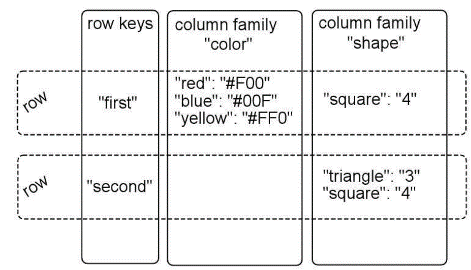 row keys
column family
"color"
column family
"shape"
row
"first"
"red": "#F00"
"blue": "#00F"
"yellow": "#FF0"
"square": "4"
row
"second"
"triangle": "3"
"square": "4"